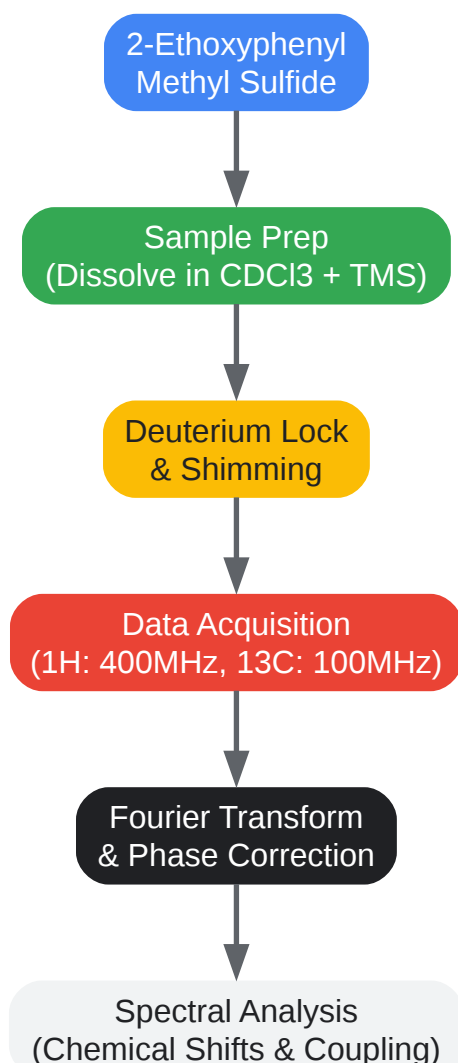 2-Ethoxyphenyl
Methyl Sulfide
Sample Prep
(Dissolve in CDCl3 + TMS)
Deuterium Lock
& Shimming
Data Acquisition
(1H: 400MHz, 13C: 100MHz)
Fourier Transform
& Phase Correction
Spectral Analysis
(Chemical Shifts & Coupling)